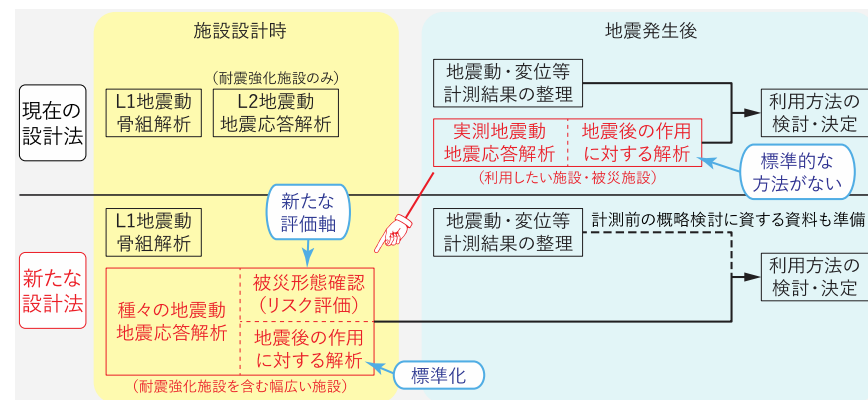 施設設計時
地震発生後
現在の
設計法
L1地震動
骨組解析
(耐震強化施設のみ)
L2地震動
地震応答解析
地震動・変位等
計測結果の整理
実測地震動
地震応答解析
地震後の作用
に対する解析
(利用したい施設・被災施設)
利用方法の
検討・決定
標準的な
方法がない
新たな
評価軸
新たな
設計法
L1地震動
骨組解析
種々の地震動
地震応答解析
被災形態確認
(リスク評価)
地震後の作用
に対する解析
(耐震強化施設を含む幅広い施設)
標準化
地震動・変位等
計測結果の整理
計測前の概略検討に資する資料も準備
利用方法の
検討・決定